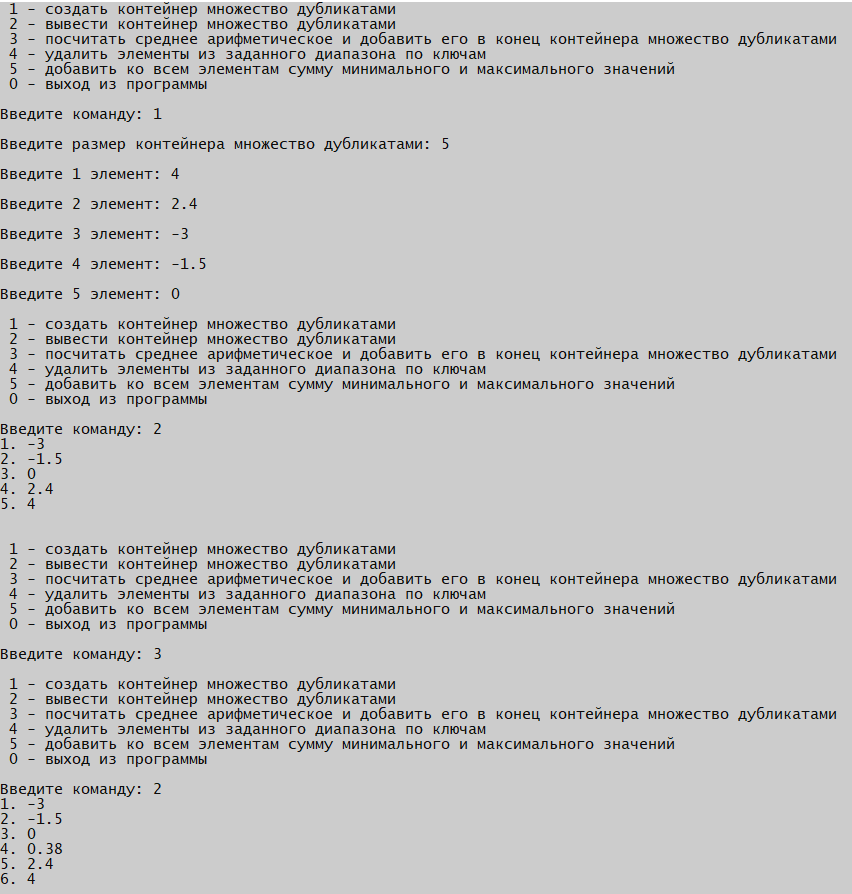 1 - создать контейнер множество дубликатами
2 - вывести контейнер множество дубликатами
3 - посчитать среднее арифметическое и добавить его в конец контейнера множество дубликатами
4 - удалить элементы из заданного диапазона по ключам
5 - добавить ко всем элементам сумму минимального и максимального значений
0 - выход из программы
Введите команду: 1
Введите размер контейнера множество дубликатами: 5
Введите 1 элемент: 4
Введите 2 элемент: 2.4
Введите 3 элемент: -3
Введите 4 элемент: -1.5
Введите 5 элемент: 0
1 - создать контейнер множество дубликатами
2 - вывести контейнер множество дубликатами
3 - посчитать среднее арифметическое и добавить его в конец контейнера множество дубликатами
4 - удалить элементы из заданного диапазона по ключам
5 - добавить ко всем элементам сумму минимального и максимального значений
0 - выход из программы
Введите команду: 2
1. -3
2. -1.5
3. 0
4. 2.4
5. 4
1 - создать контейнер множество дубликатами
2 - вывести контейнер множество дубликатами
3 - посчитать среднее арифметическое и добавить его в конец контейнера множество дубликатами
4 - удалить элементы из заданного диапазона по ключам
5 - добавить ко всем элементам сумму минимального и максимального значений
0 - выход из программы
Введите команду: 3
1 - создать контейнер множество дубликатами
2 - вывести контейнер множество дубликатами
3 - посчитать среднее арифметическое и добавить его в конец контейнера множество дубликатами
4 - удалить элементы из заданного диапазона по ключам
5 - добавить ко всем элементам сумму минимального и максимального значений
0 - выход из программы
Введите команду: 2
1. -3
2. -1.5
3. 0
4. 0.38
5. 2.4
6. 4